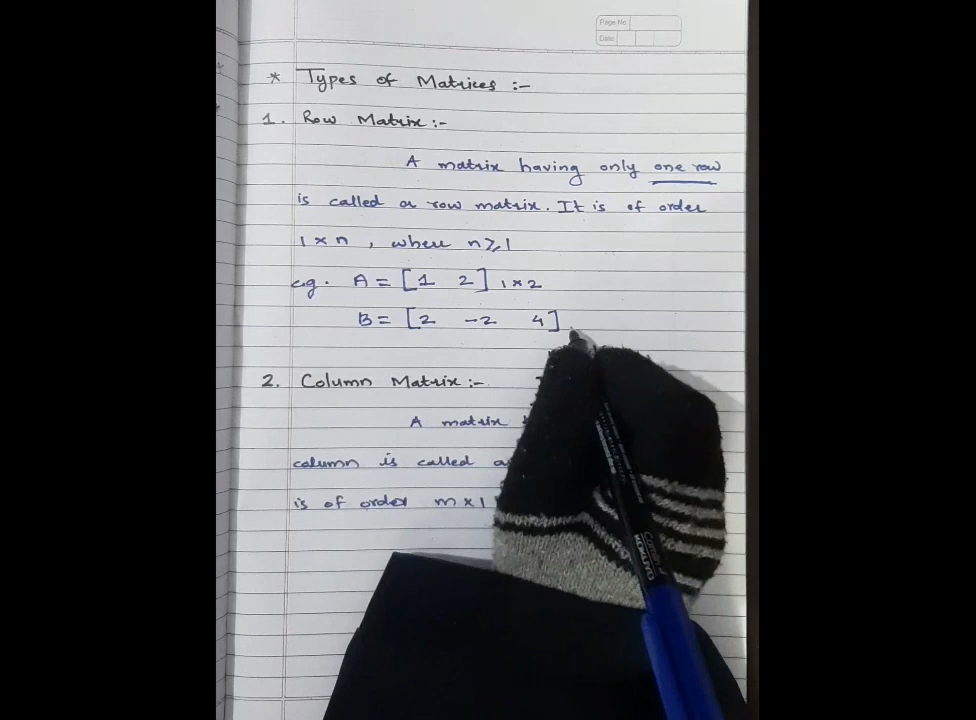 Page No.
Date
* Types of Matrices :-
1. Row Matrix :-
A matrix having only one row
is called a row matrix. It is of order
1 × n , where n ⩾ 1
e.g. A = [1 2] 1 × 2
B = [2 -2 4]
2. Column Matrix :-
A matrix
column is called a
is of order m × 1
KOKUYO